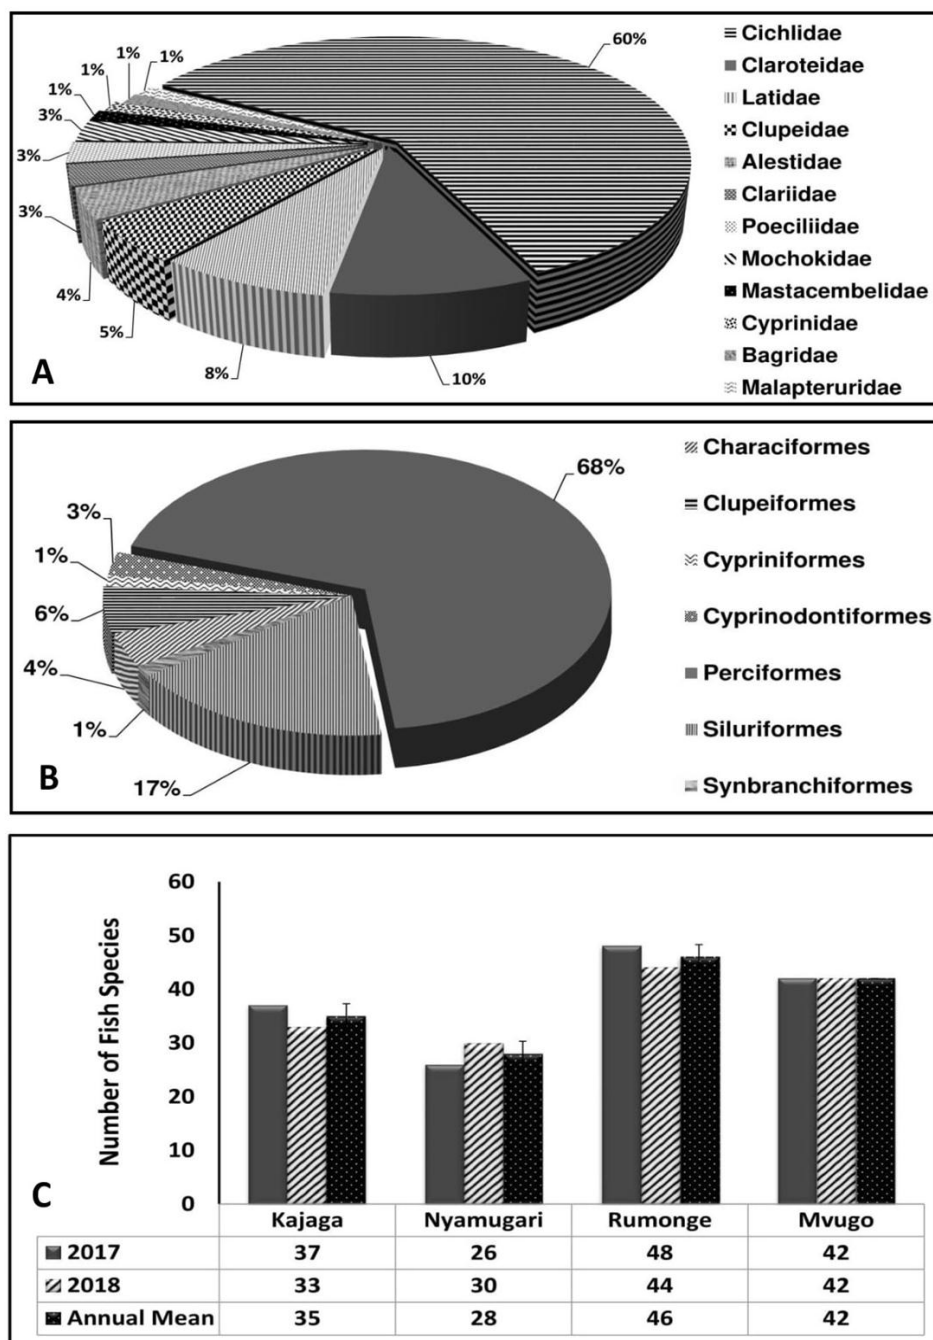 60%
1%
1%
1%
1%
1%
3%
3%
3%
4%
5%
8%
10%
Cichlidae
Claroteidae
Latidae
Clupeidae
Alestidae
Clariidae
Poeciliidae
Mochokidae
Mastacembelidae
Cyprinidae
Bagridae
Malapteruridae
A
68%
3%
1%
6%
4%
1%
17%
Characiformes
Clupeiformes
Cypriniformes
Cyprinodontiformes
Perciformes
Siluriformes
Synbranchiformes
B
Number of Fish Species
60
50
40
30
20
10
0
C
Kajaga Nyamugari Rumonge Mvugo
2017 37 26 48 42
2018 33 30 44 42
Annual Mean 35 28 46 42